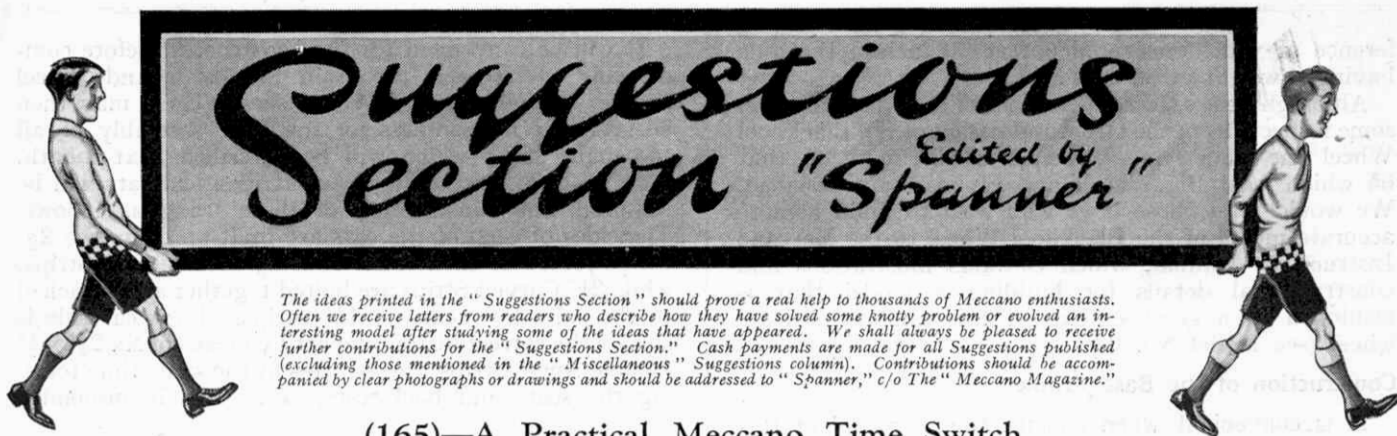 Suggestions
Section
Edited by
"Spanner"
The ideas printed in the "Suggestions Section" should prove a real help to thousands of Meccano enthusiasts.
Often we receive letters from readers who describe how they have solved some knotty problem or evolved an in-
teresting model after studying some of the ideas that have appeared. We shall always be pleased to receive
further contributions for the "Suggestions Section." Cash payments are made for all Suggestions published
(excluding those mentioned in the "Miscellaneous" Suggestions column). Contributions should be accom-
panied by clear photographs or drawings and should be addressed to "Spanner," c/o The "Meccano Magazine."
(165)—A Practical Meccano Time Switch